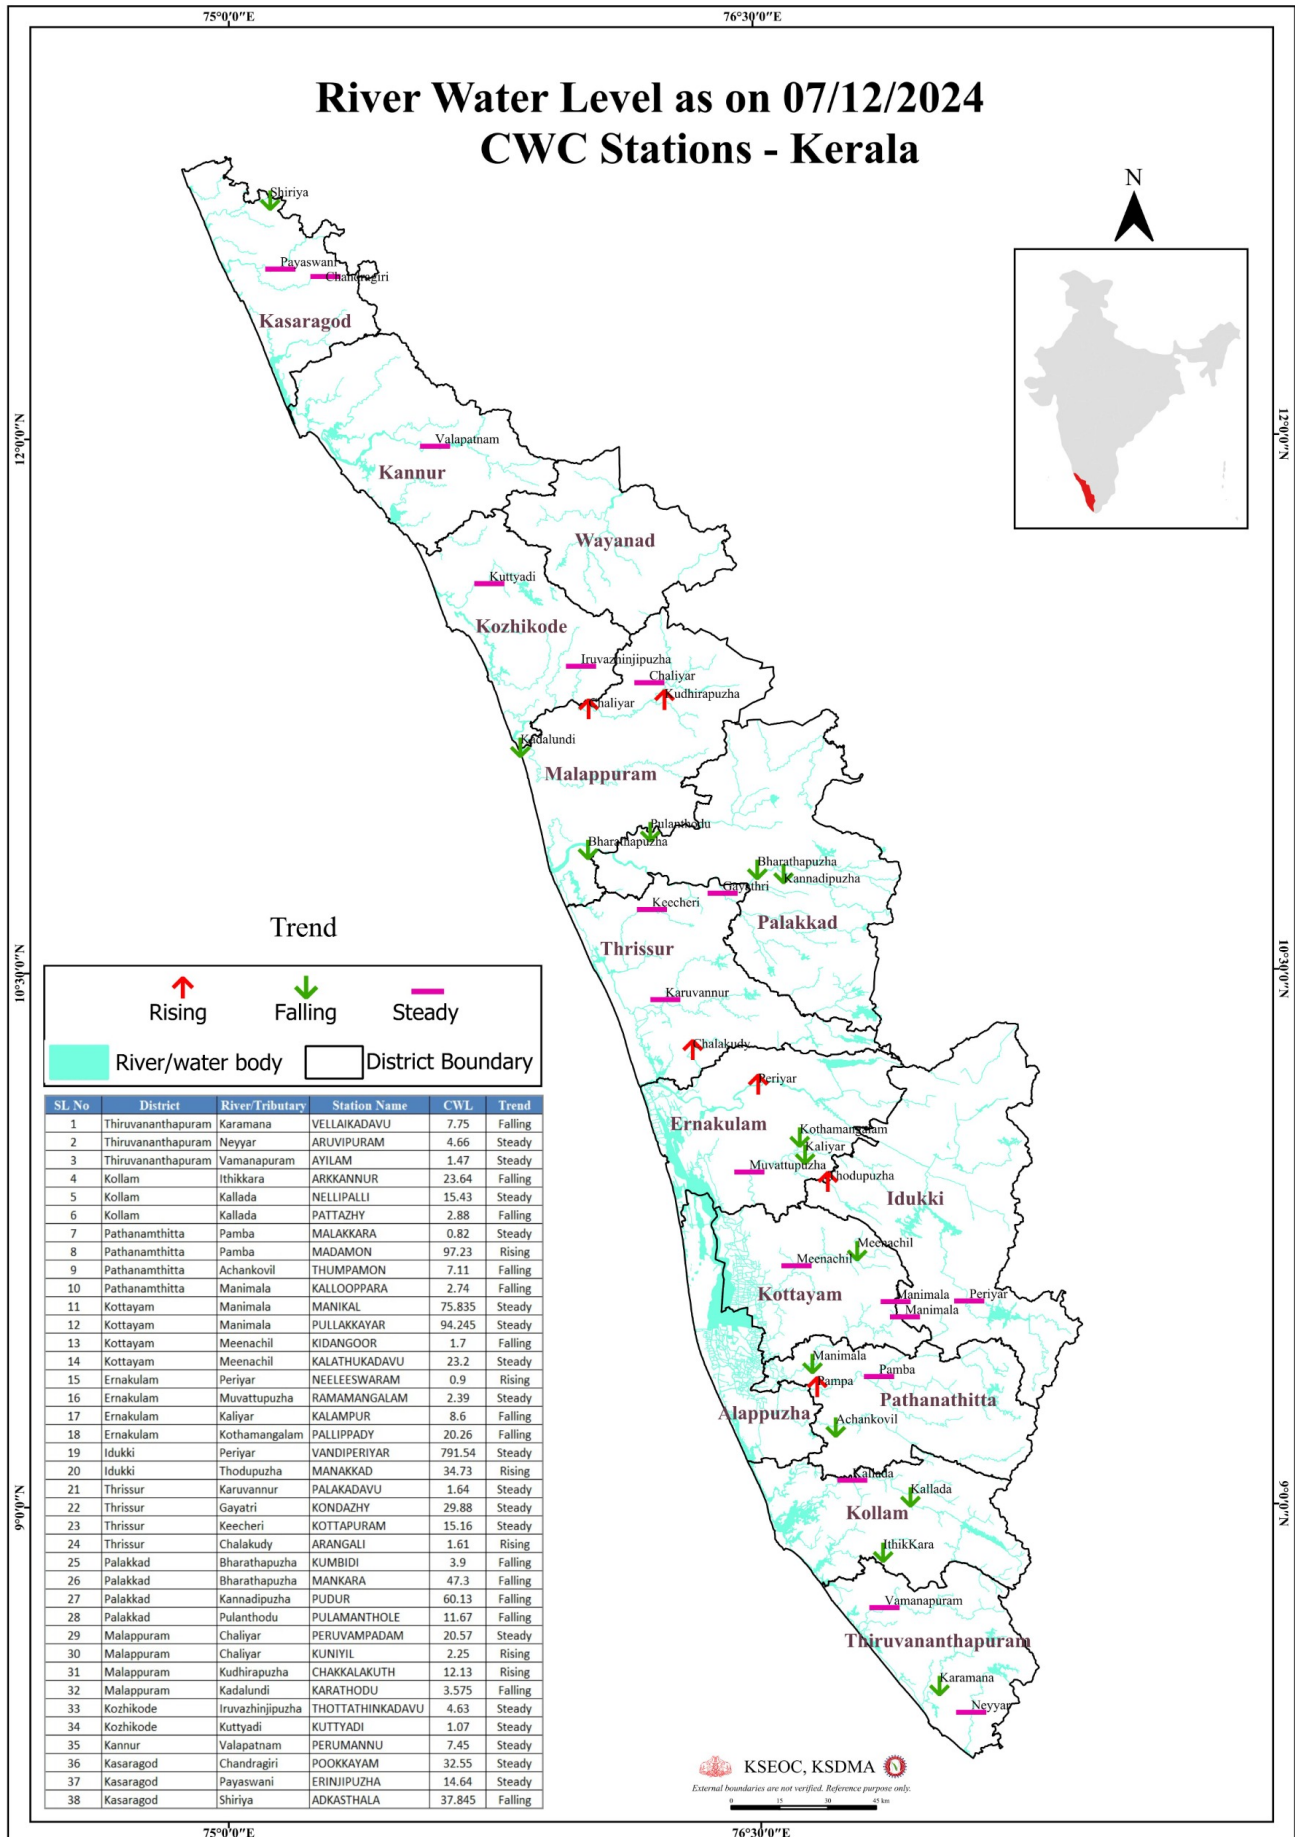 75°0'0"E 76°30'0"E
River Water Level as on 07/12/2024
CWC Stations - Kerala
N
Shiriya
Payaswani
Chandragiri
Kasaragod
12°0'0"N 12°0'0"N
Valapatnam
Kannur
Wayanad
Kuttyadi
Kozhikode
Iruvazhinjipuzha
Chaliyar
Kudhirapuzha
Chaliyar
Kadalundi
Malappuram
Pulanthodu
Bharathapuzha
Bharathapuzha
Kannadipuzha
Gayathri
Keecheri
Palakkad
Thrissur
10°30'0"N 10°30'0"N
Karuvannur
Chalakudy
Periyar
Ernakulam
Kothamangalam
Kaliyar
Muvattupuzha
Thodupuzha
Idukki
Meenachil
Meenachil
Kottayam
Manimala
Periyar
Manimala
Manimala
Pamba
Pampa
Pathanathitta
Alappuzha
Achankovil
Kallada
Kallada
Kollam
9°0'0"N 9°0'0"N
IthikKara
Vamanapuram
Thiruvananthapuram
Karamana
Neyyar
Trend
Rising Falling Steady
River/water body District Boundary
SL No District River/Tributary Station Name CWL Trend
1 Thiruvananthapuram Karamana VELLAIKADAVU 7.75 Falling
2 Thiruvananthapuram Neyyar ARUVIPURAM 4.66 Steady
3 Thiruvananthapuram Vamanapuram AYILAM 1.47 Steady
4 Kollam Ithikkara ARKKANNUR 23.64 Falling
5 Kollam Kallada NELLIPALLI 15.43 Steady
6 Kollam Kallada PATTAZHY 2.88 Falling
7 Pathanamthitta Pamba MALAKKARA 0.82 Steady
8 Pathanamthitta Pamba MADAMON 97.23 Rising
9 Pathanamthitta Achankovil THUMPAMON 7.11 Falling
10 Pathanamthitta Manimala KALLOOPPARA 2.74 Falling
11 Kottayam Manimala MANIKAL 75.835 Steady
12 Kottayam Manimala PULLAKKAYAR 94.245 Steady
13 Kottayam Meenachil KIDANGOOR 1.7 Falling
14 Kottayam Meenachil KALATHUKADAVU 23.2 Steady
15 Ernakulam Periyar NEELEESWARAM 0.9 Rising
16 Ernakulam Muvattupuzha RAMAMANGALAM 2.39 Steady
17 Ernakulam Kaliyar KALAMPUR 8.6 Falling
18 Ernakulam Kothamangalam PALLIPPADY 20.26 Falling
19 Idukki Periyar VANDIPERIYAR 791.54 Steady
20 Idukki Thodupuzha MANAKKAD 34.73 Rising
21 Thrissur Karuvannur PALAKADAVU 1.64 Steady
22 Thrissur Gayatri KONDAZHY 29.88 Steady
23 Thrissur Keecheri KOTTAPURAM 15.16 Steady
24 Thrissur Chalakudy ARANGALI 1.61 Rising
25 Palakkad Bharathapuzha KUMBIDI 3.9 Falling
26 Palakkad Bharathapuzha MANKARA 47.3 Falling
27 Palakkad Kannadipuzha PUDUR 60.13 Falling
28 Palakkad Pulanthodu PULAMANTHOLE 11.67 Falling
29 Malappuram Chaliyar PERUVAMPADAM 20.57 Steady
30 Malappuram Chaliyar KUNIYIL 2.25 Rising
31 Malappuram Kudhirapuzha CHAKKALAKUTH 12.13 Rising
32 Malappuram Kadalundi KARATHODU 3.575 Falling
33 Kozhikode Iruvazhinjipuzha THOTTATHINKADAVU 4.63 Steady
34 Kozhikode Kuttyadi KUTTYADI 1.07 Steady
35 Kannur Valapatnam PERUMANNU 7.45 Steady
36 Kasaragod Chandragiri POOKKAYAM 32.55 Steady
37 Kasaragod Payaswani ERINJIPUZHA 14.64 Steady
38 Kasaragod Shiriya ADKASTHALA 37.845 Falling
KSEOC, KSDMA
External boundaries are not verified. Reference purpose only.
0 15 30 45 km
75°0'0"E 76°30'0"E